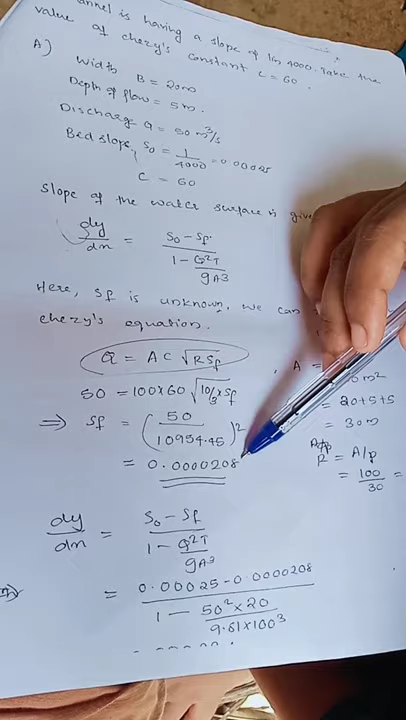 annel is having a slope of 1 in 4000. Take the
value of chezy's constant C = 60.
A) Width B = 20m
Depth of flow = 5m.
Discharge Q = 50 m³/s
Bed slope, S₀ = 1/4000 = 0.00025
C = 60
Slope of the water surface is give
dy/dn = (S₀ - Sf)/(1 - Q²T/gA³)
Here, Sf is unknown, we can
chezy's equation.
Q = AC √RSf
, A =
0m²
50 = 100×60 √10/3×Sf
= 20+5+5
= 30m
⇒ Sf = (50/10954.45)²
R = A/p
= 100/30 =
= 0.0000208
dy/dn = (S₀ - Sf)/(1 - Q²T/gA³)
= (0.00025 - 0.0000208)/(1 - 50²×20/9.81×100³)